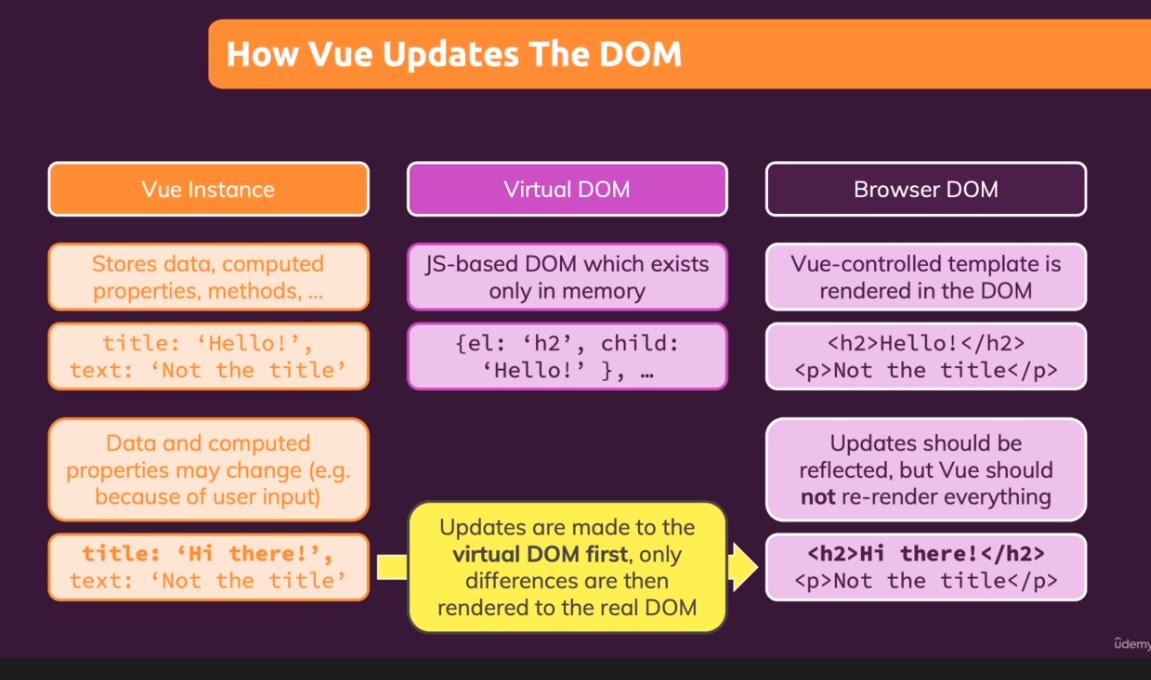 How Vue Updates The DOM
Vue Instance
Virtual DOM
Browser DOM
Stores data, computed
properties, methods, …
JS-based DOM which exists
only in memory
Vue-controlled template is
rendered in the DOM
title: ‘Hello!’,
text: ‘Not the title’
{el: ‘h2’, child:
‘Hello!’ }, …
<h2>Hello!</h2>
<p>Not the title</p>
Data and computed
properties may change (e.g.
because of user input)
Updates should be
reflected, but Vue should
not re-render everything
title: ‘Hi there!’,
text: ‘Not the title’
Updates are made to the
virtual DOM first, only
differences are then
rendered to the real DOM
<h2>Hi there!</h2>
<p>Not the title</p>
ûdemy